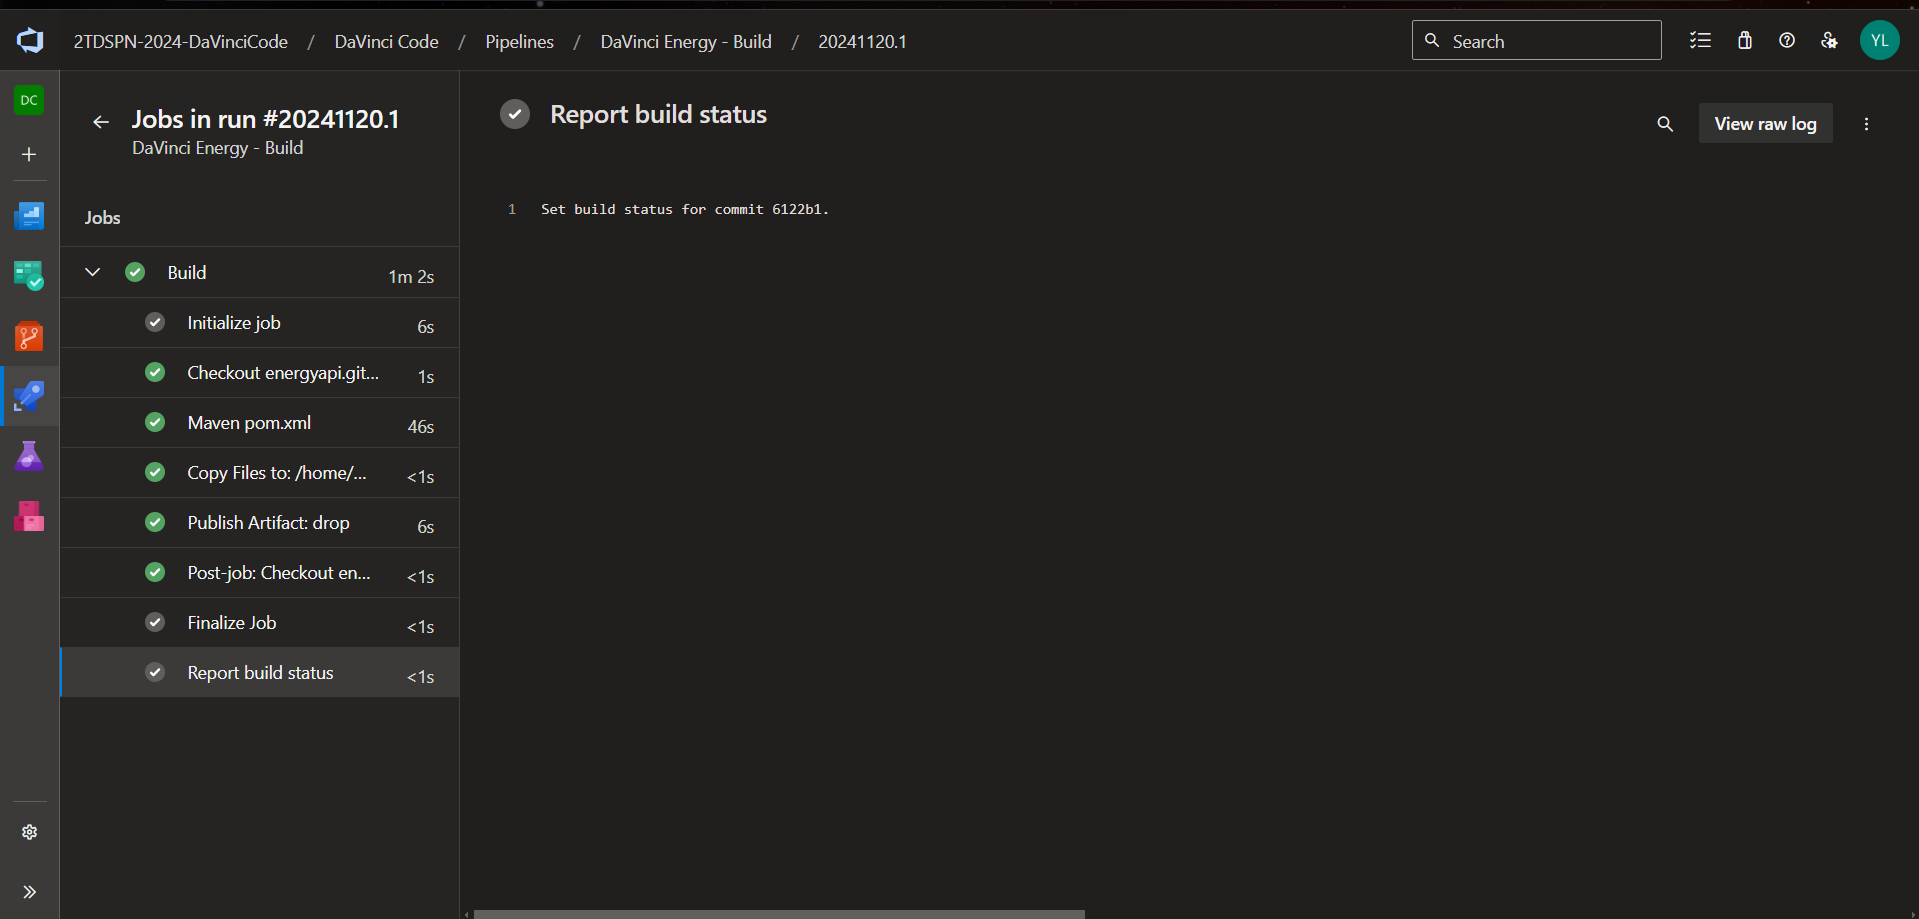 2TDSPN-2024-DaVinciCode / DaVinci Code / Pipelines / DaVinci Energy - Build / 20241120.1
Search
YL
DC
Jobs in run #20241120.1
DaVinci Energy - Build
Jobs
Build 1m 2s
Initialize job 6s
Checkout energyapi.git... 1s
Maven pom.xml 46s
Copy Files to: /home/... <1s
Publish Artifact: drop 6s
Post-job: Checkout en... <1s
Finalize Job <1s
Report build status <1s
Report build status
View raw log
1 Set build status for commit 6122b1.